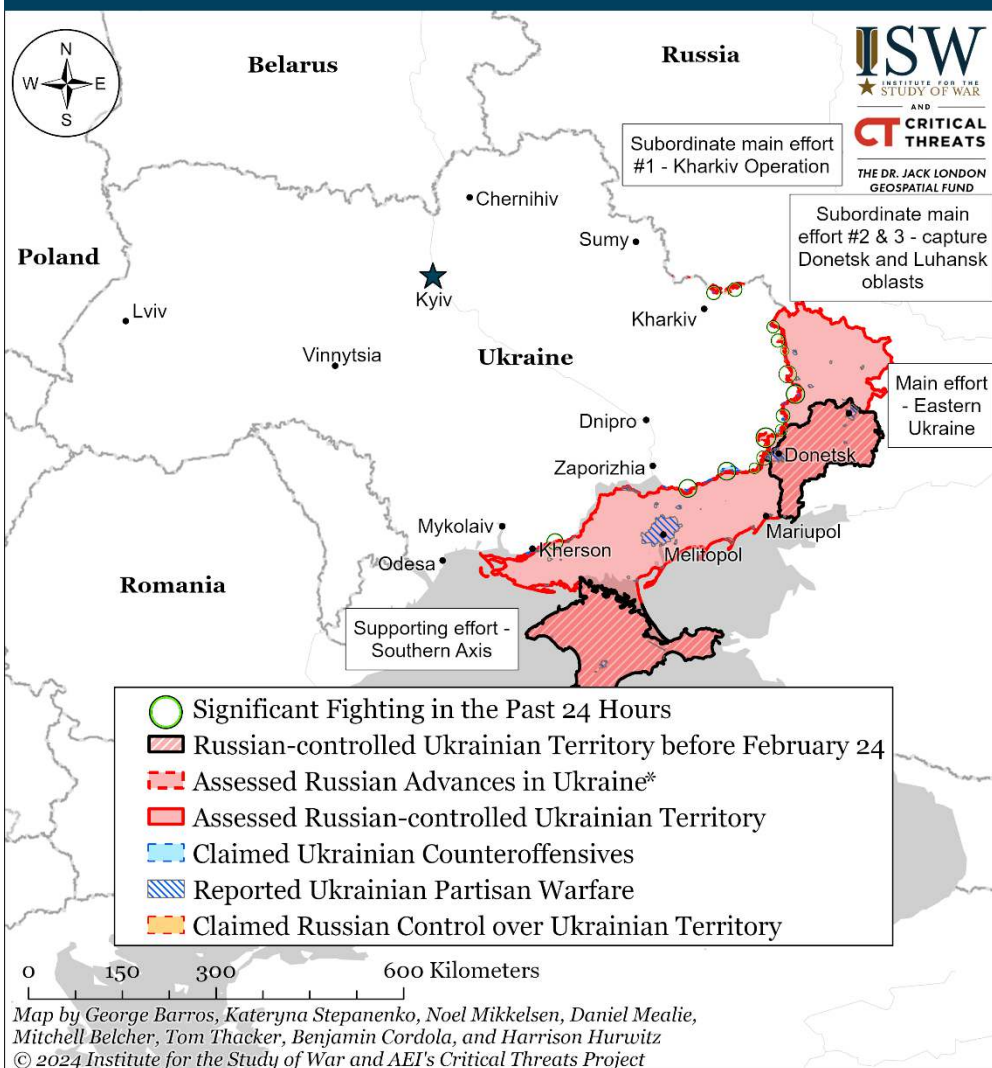 N
W
E
S
Belarus
Russia
ISW
INSTITUTE FOR THE
STUDY OF WAR
AND
CT CRITICAL
THREATS
THE DR. JACK LONDON
GEOSPATIAL FUND
Subordinate main effort
#1 - Kharkiv Operation
Subordinate main
effort #2 & 3 - capture
Donetsk and Luhansk
oblasts
Chernihiv
Sumy
Poland
Kyiv
Lviv
Kharkiv
Vinnytsia
Ukraine
Main effort
- Eastern
Ukraine
Dnipro
Donetsk
Zaporizhia
Mykolaiv
Mariupol
Kherson
Melitopol
Odesa
Romania
Supporting effort -
Southern Axis
Significant Fighting in the Past 24 Hours
Russian-controlled Ukrainian Territory before February 24
Assessed Russian Advances in Ukraine*
Assessed Russian-controlled Ukrainian Territory
Claimed Ukrainian Counteroffensives
Reported Ukrainian Partisan Warfare
Claimed Russian Control over Ukrainian Territory
0 150 300 600 Kilometers
Map by George Barros, Kateryna Stepanenko, Noel Mikkelsen, Daniel Mealie,
Mitchell Belcher, Tom Thacker, Benjamin Cordola, and Harrison Hurwitz
© 2024 Institute for the Study of War and AEI's Critical Threats Project